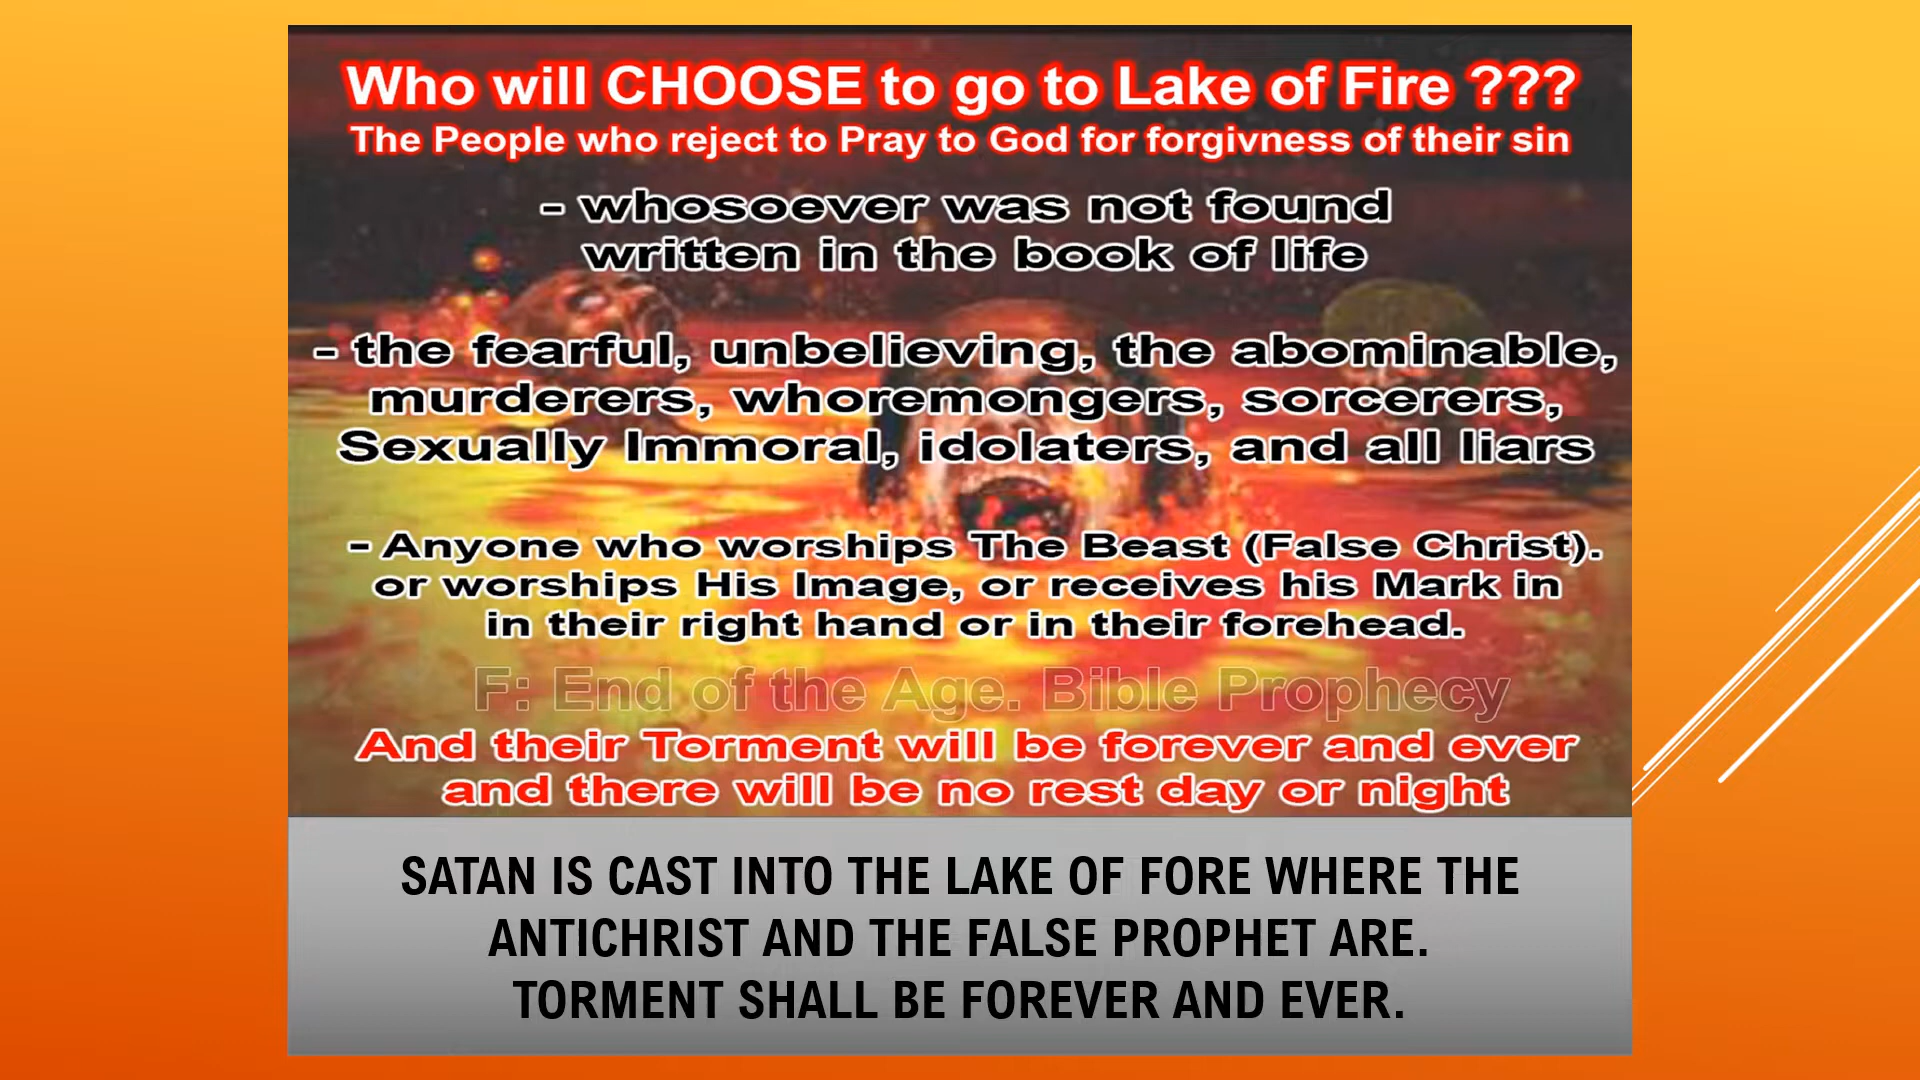 Who will CHOOSE to go to Lake of Fire ???
The People who reject to Pray to God for forgivness of their sin
- whosoever was not found
written in the book of life
- the fearful, unbelieving, the abominable,
murderers, whoremongers, sorcerers,
Sexually Immoral, idolaters, and all liars
- Anyone who worships The Beast (False Christ).
or worships His Image, or receives his Mark in
in their right hand or in their forehead.
F: End of the Age. Bible Prophecy
And their Torment will be forever and ever
and there will be no rest day or night
SATAN IS CAST INTO THE LAKE OF FORE WHERE THE
ANTICHRIST AND THE FALSE PROPHET ARE.
TORMENT SHALL BE FOREVER AND EVER.